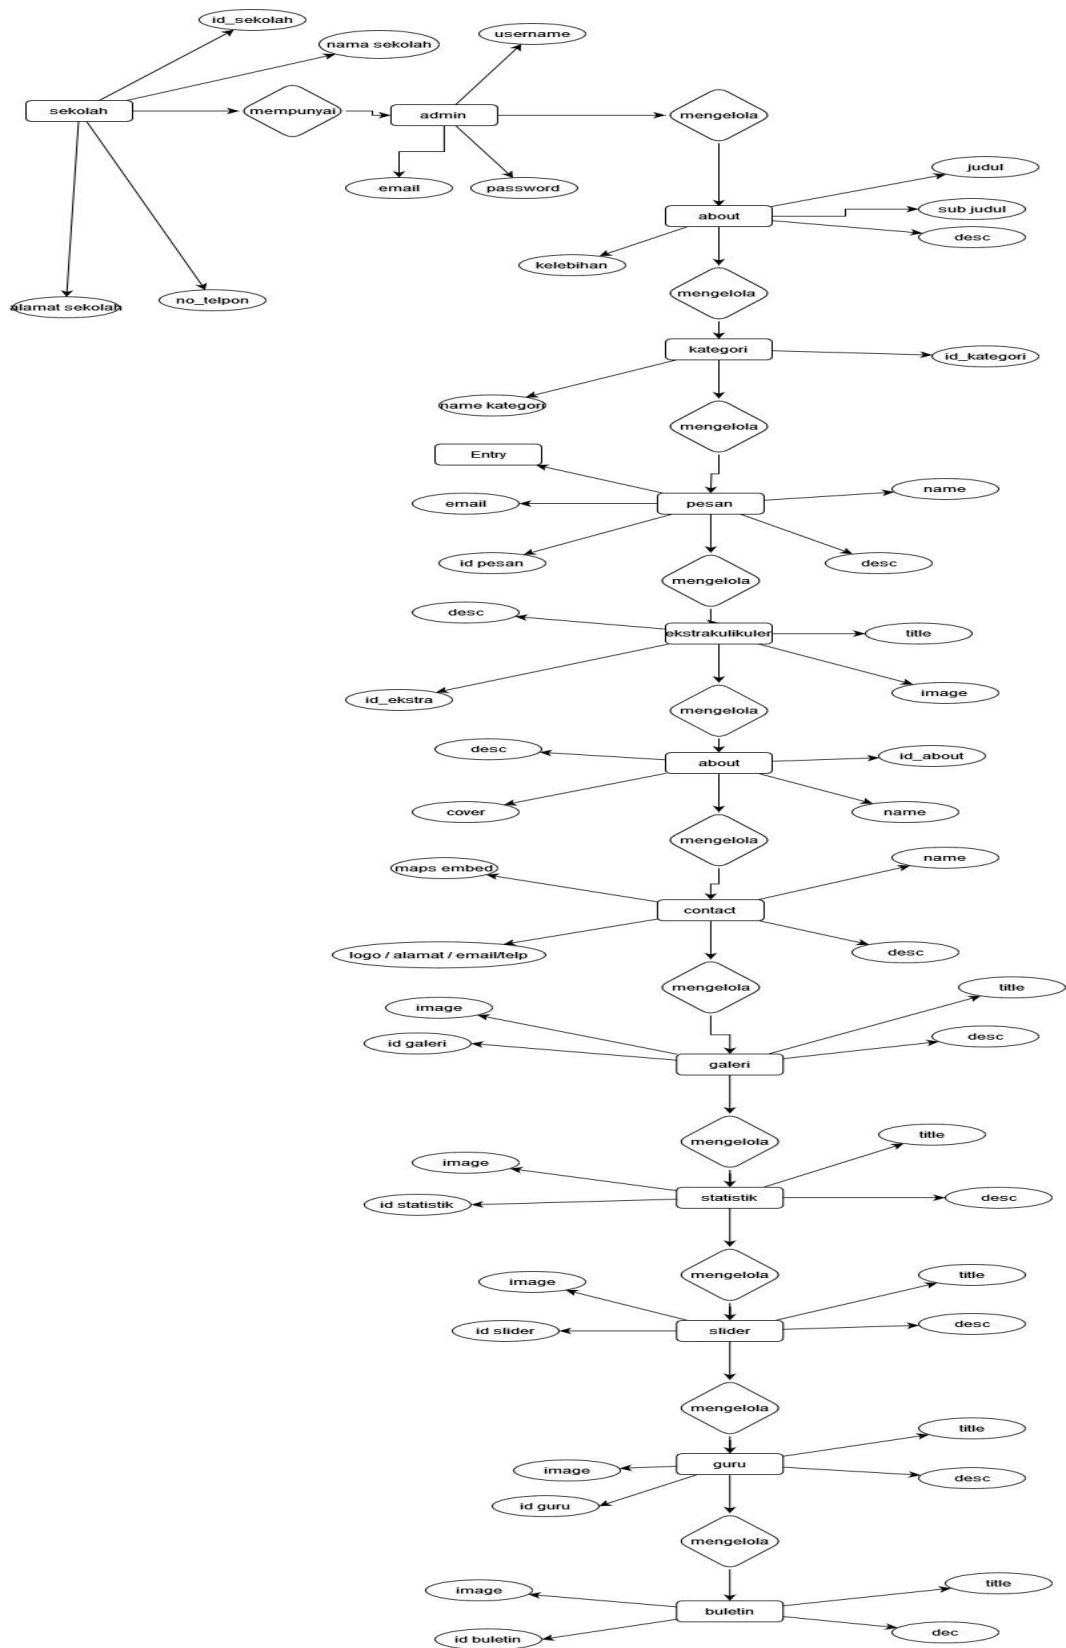 id_sekolah
nama sekolah
username
sekolah
mempunyai
admin
mengelola
email
password
judul
about
sub judul
desc
kelebihan
alamat sekolah
no_telpon
mengelola
kategori
id_kategori
name kategori
mengelola
Entry
name
email
pesan
id pesan
desc
mengelola
desc
ekstrakulikuler
title
id_ekstra
image
mengelola
desc
about
id_about
cover
name
mengelola
maps embed
name
contact
logo / alamat / email/telp
desc
mengelola
title
image
id galeri
desc
galeri
mengelola
title
image
id statistik
statistik
desc
mengelola
image
title
id slider
slider
desc
mengelola
title
image
guru
desc
id guru
mengelola
image
title
buletin
dec
id buletin